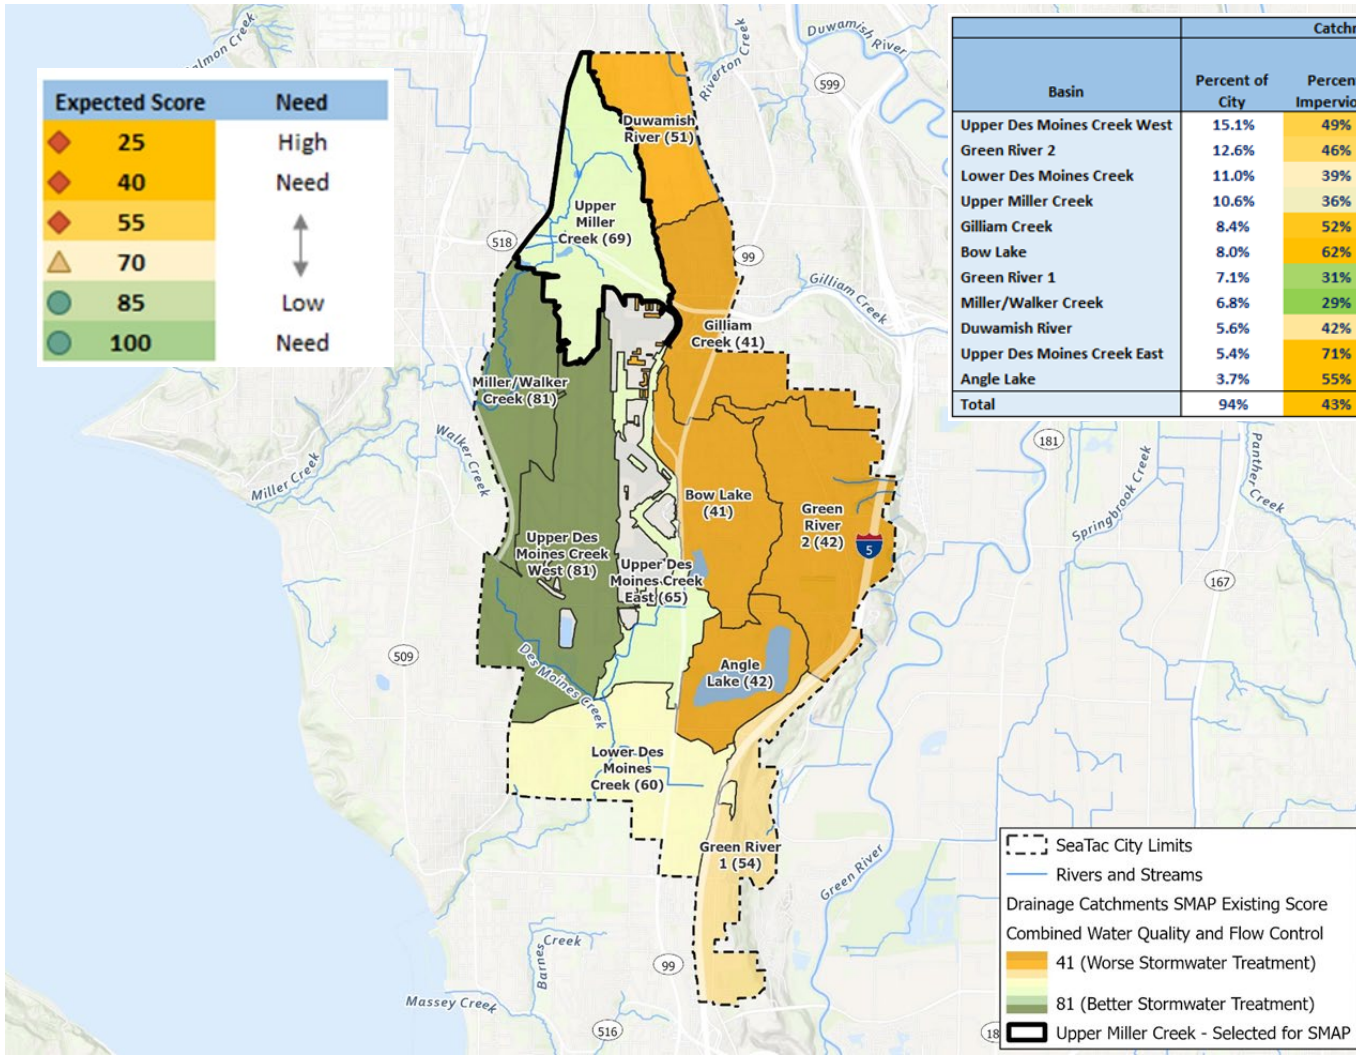 Salmon Creek
Riverton Creek
Duwamish River
599
Expected Score Need
25 High
40 Need
55
70
85 Low
100 Need
Catchm
Basin Percent of City Percent Impervio
Upper Des Moines Creek West 15.1% 49%
Green River 2 12.6% 46%
Lower Des Moines Creek 11.0% 39%
Upper Miller Creek 10.6% 36%
Gilliam Creek 8.4% 52%
Bow Lake 8.0% 62%
Green River 1 7.1% 31%
Miller/Walker Creek 6.8% 29%
Duwamish River 5.6% 42%
Upper Des Moines Creek East 5.4% 71%
Angle Lake 3.7% 55%
Total 94% 43%
Duwamish
River (51)
Upper
Miller
Creek (69)
518
99
Gilliam Creek
Gilliam
Creek (41)
Miller/Walker
Creek (81)
Walker Creek
Miller Creek
181
Springbrook Creek
Panther Creek
Bow Lake
(41)
Green
River
2 (42)
5
Upper Des
Moines Creek
West (81)
Upper Des
Moines Creek
East (65)
167
509
Des Moines Creek
Angle
Lake (42)
Lower Des
Moines
Creek (60)
Green River
1 (54)
Green River
Barnes Creek
99
Massey Creek
516
18
SeaTac City Limits
Rivers and Streams
Drainage Catchments SMAP Existing Score
Combined Water Quality and Flow Control
41 (Worse Stormwater Treatment)
81 (Better Stormwater Treatment)
Upper Miller Creek - Selected for SMAP